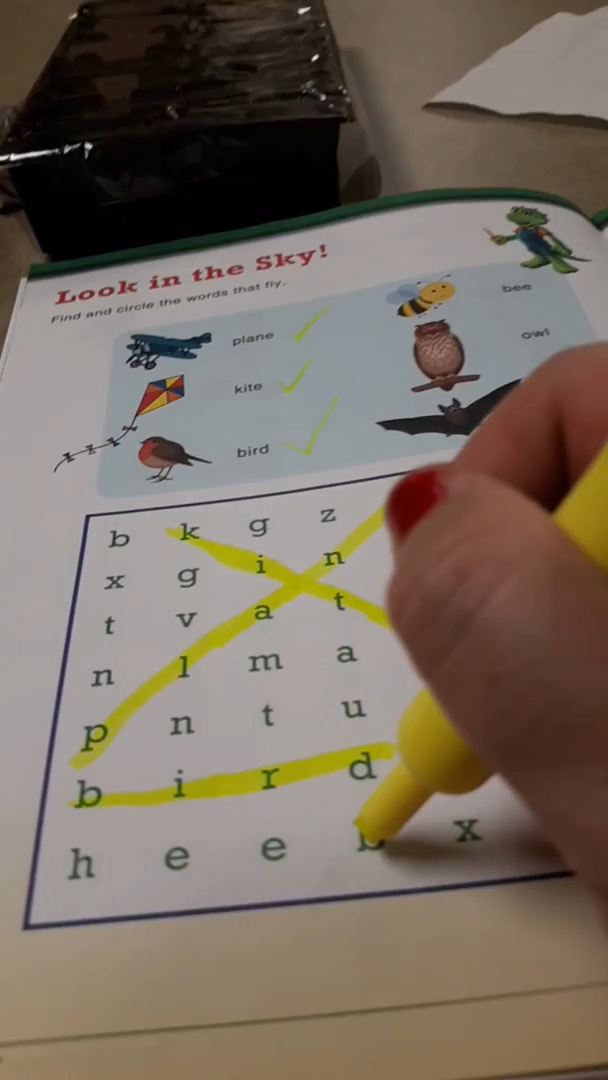 Look in the Sky!
Find and circle the words that fly.
plane
kite
bird
bee
owl
b k g z
x g i n
t v a t
n l m a
p n t u
b i r d
h e e b x